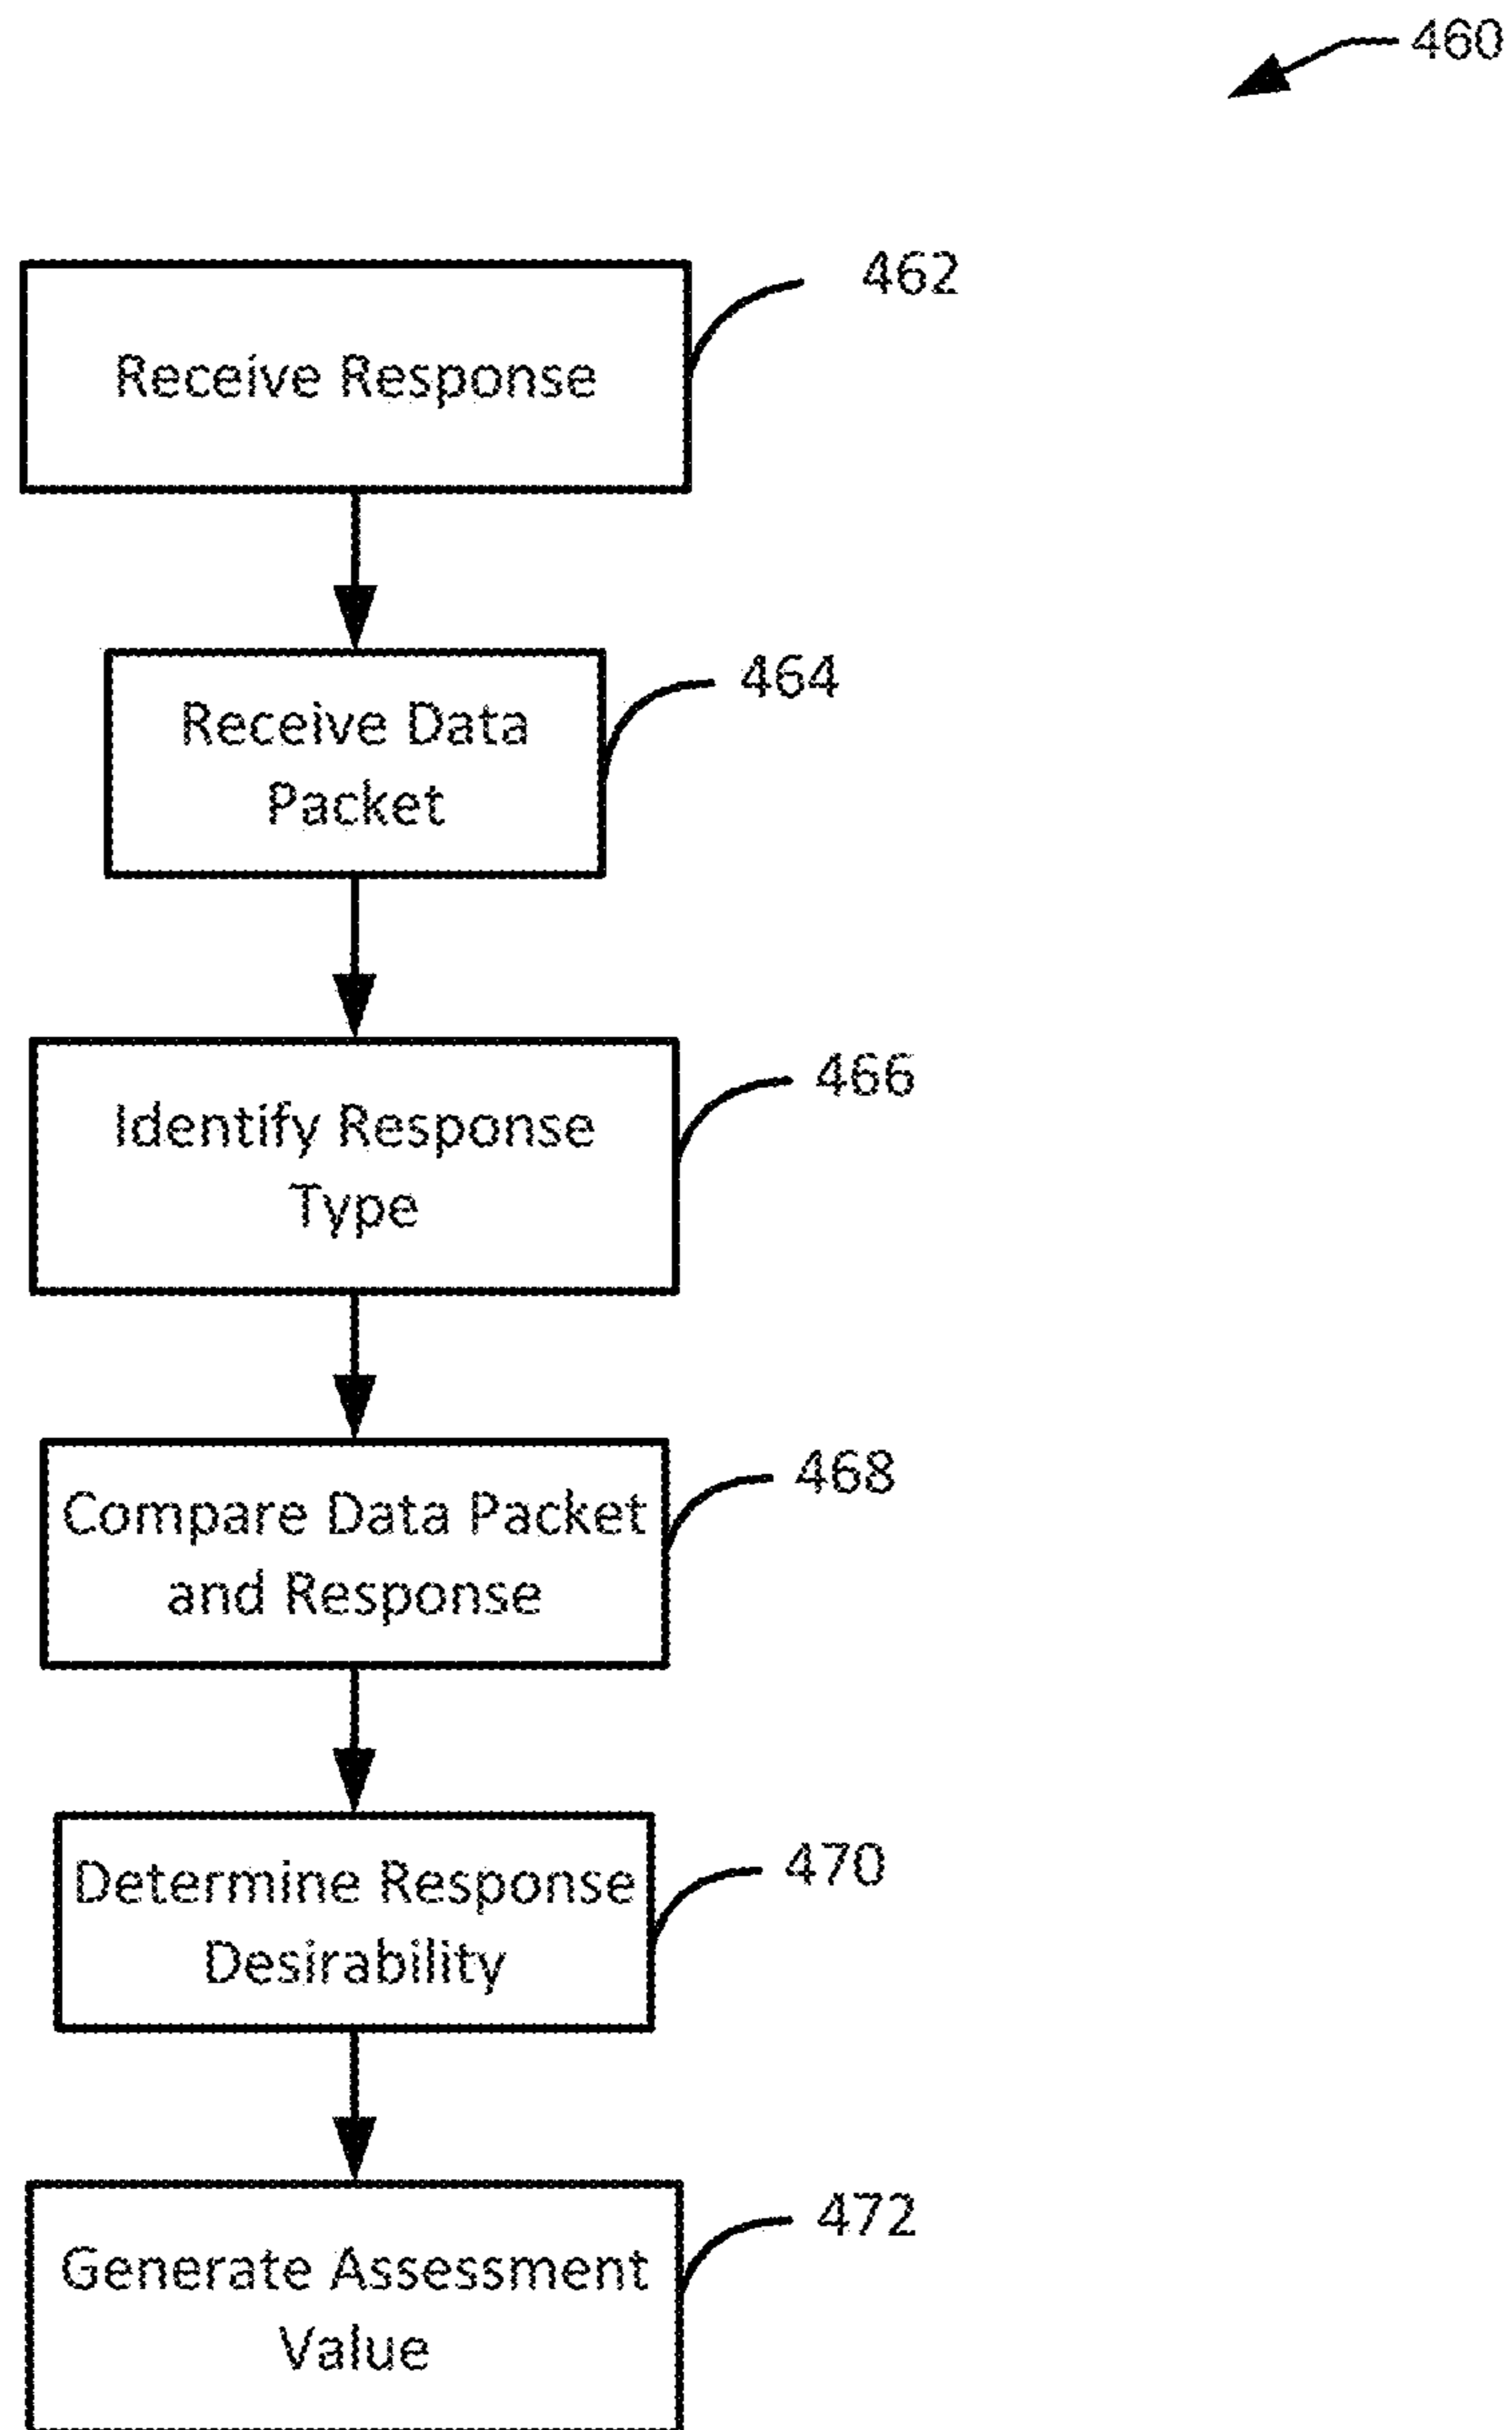 460
462
Receive Response
464
Receive Data
Packet
466
Identify Response
Type
468
Compare Data Packet
and Response
470
Determine Response
Desirability
472
Generate Assessment
Value